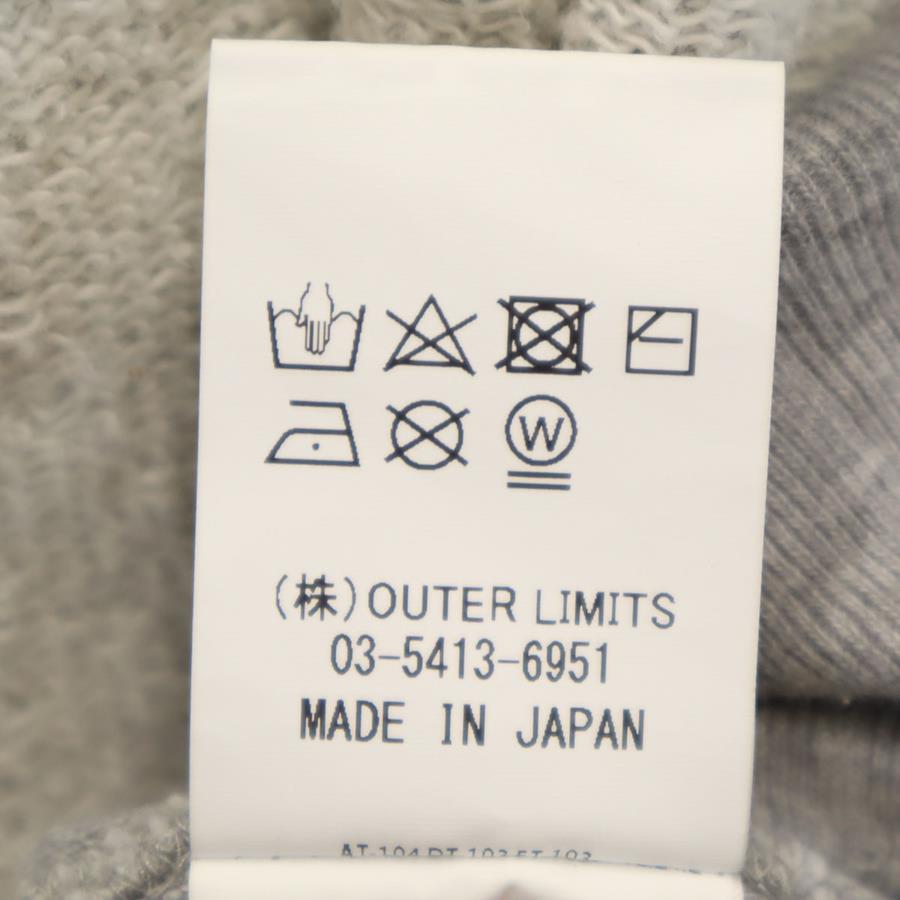 W
(株)OUTER LIMITS
03-5413-6951
MADE IN JAPAN